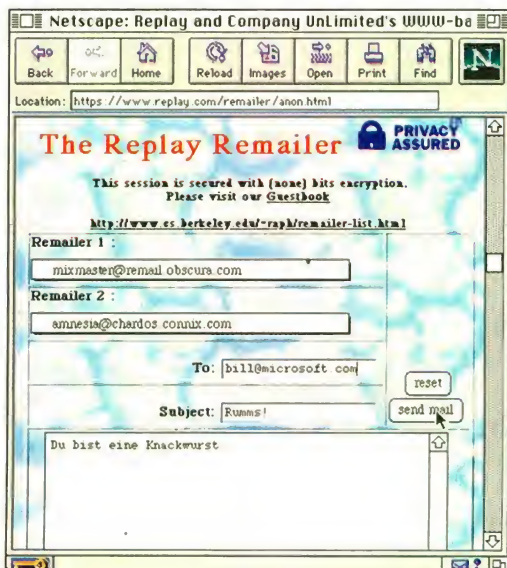 Netscape: Replay and Company UnLimited's WWW-ba
Back Forward Home Reload Images Open Print Find N
Location: https://www.replay.com/remailer/anon.html
The Replay Remailer PRIVACY ASSURED
This session is secured with (none) bits encryption.
Please visit our Guestbook
http://www.cs.berkeley.edu/~raph/remailer-list.html
Remailer 1 :
mixmaster@remail.obscura.com
Remailer 2 :
amnesia@chardos.connix.com
To: bill@microsoft.com
reset
Subject: Rumms!
send mail
Du bist eine Knackwurst